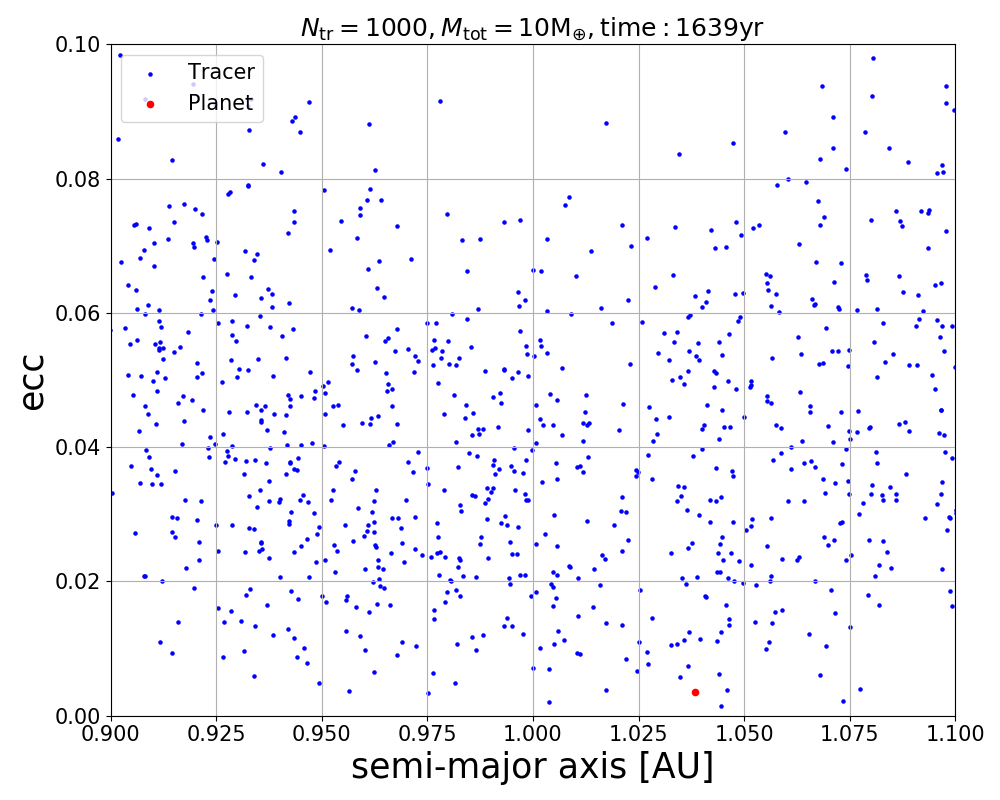 N_tr = 1000, M_tot = 10M_⊕, time : 1639yr
Tracer
Planet
0.10
0.08
0.06
0.04
0.02
0.00
ecc
0.900 0.925 0.950 0.975 1.000 1.025 1.050 1.075 1.100
semi-major axis [AU]